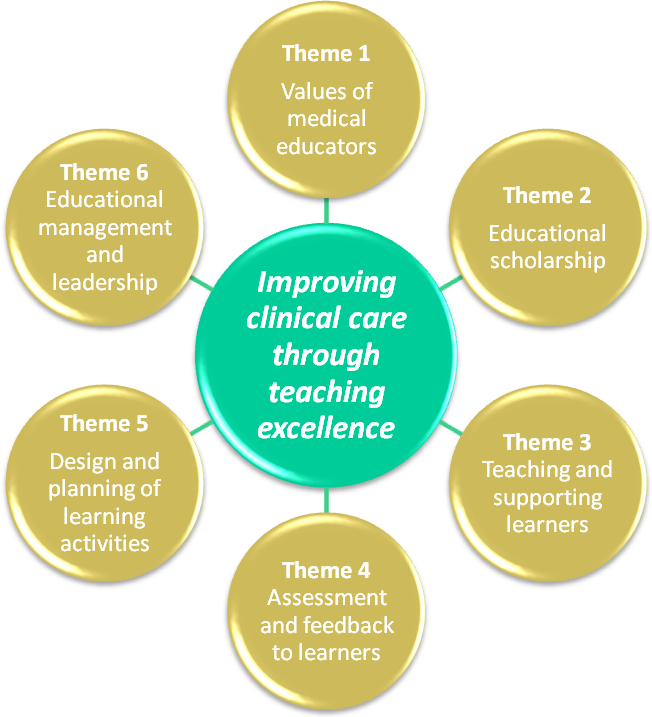 Theme 1
Values of
medical
educators
Theme 2
Educational
scholarship
Theme 3
Teaching and
supporting
learners
Theme 4
Assessment
and feedback
to learners
Theme 5
Design and
planning of
learning
activities
Theme 6
Educational
management
and
leadership
Improving
clinical care
through
teaching
excellence